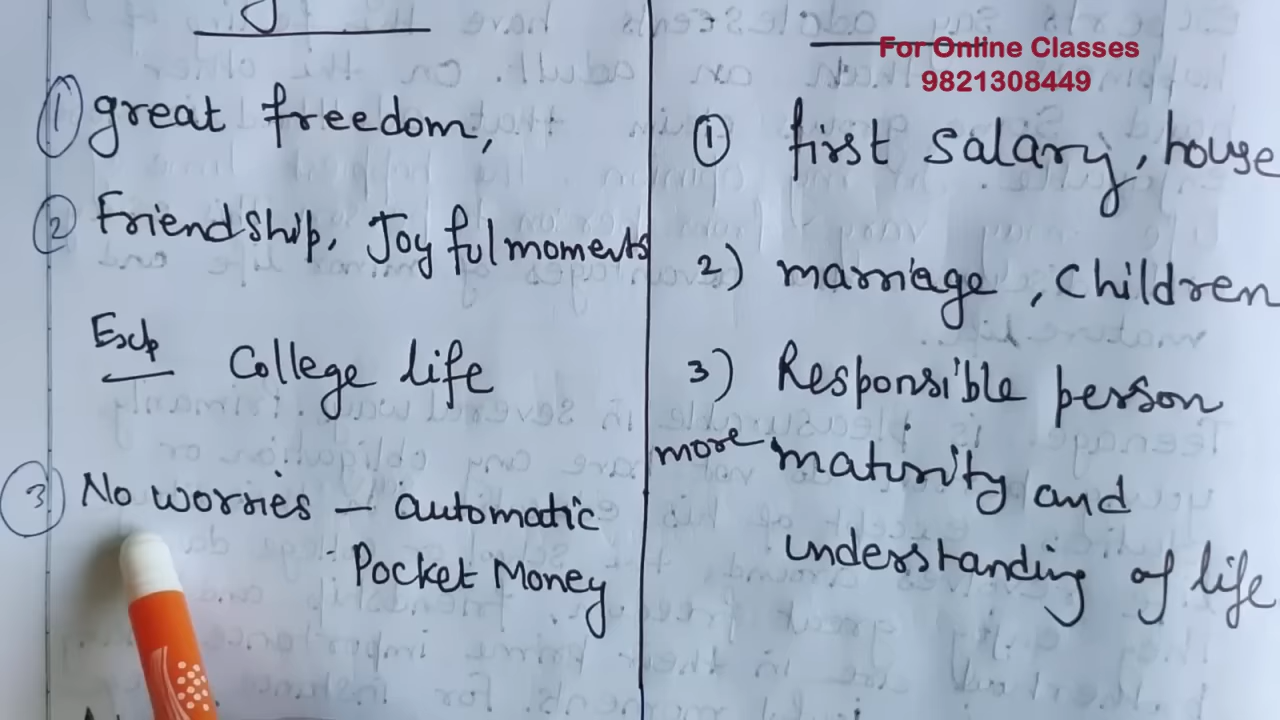 For Online Classes
9821308449
① great freedom,
② Friendship, Joyful moments
Exp College life
③ No worries — automatic
Pocket Money
① first salary, house
2) marriage, children
3) Responsible person
more maturity and
understanding of life